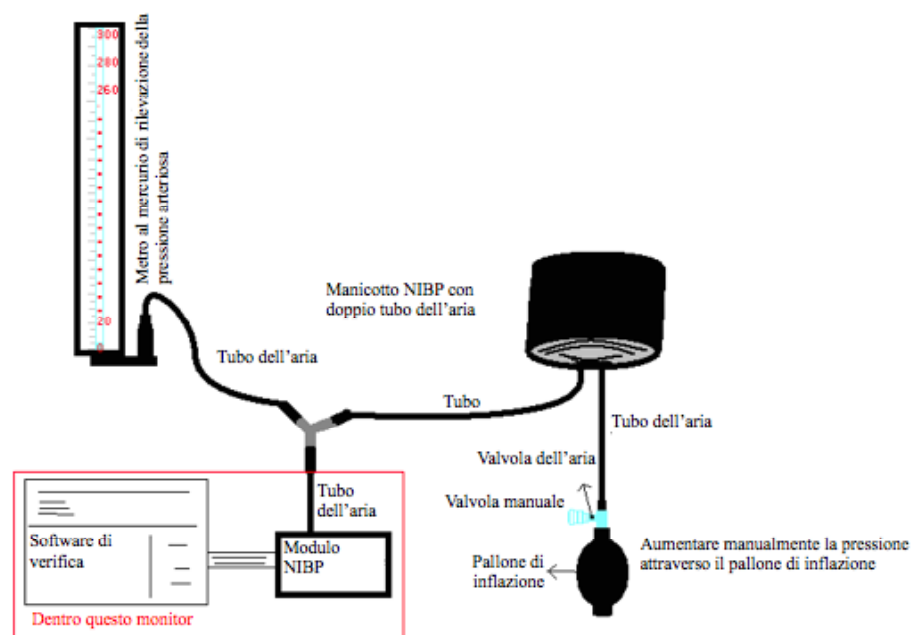 300
280
260
20
0
Metro al mercurio di rilevazione della
pressione arteriosa
Manicotto NIBP con
doppio tubo dell'aria
Tubo dell'aria
Tubo
Tubo dell'aria
Valvola dell'aria
Valvola manuale
Tubo
dell'aria
Software di
verifica
Modulo
NIBP
Pallone di
inflazione
Aumentare manualmente la pressione
attraverso il pallone di inflazione
Dentro questo monitor